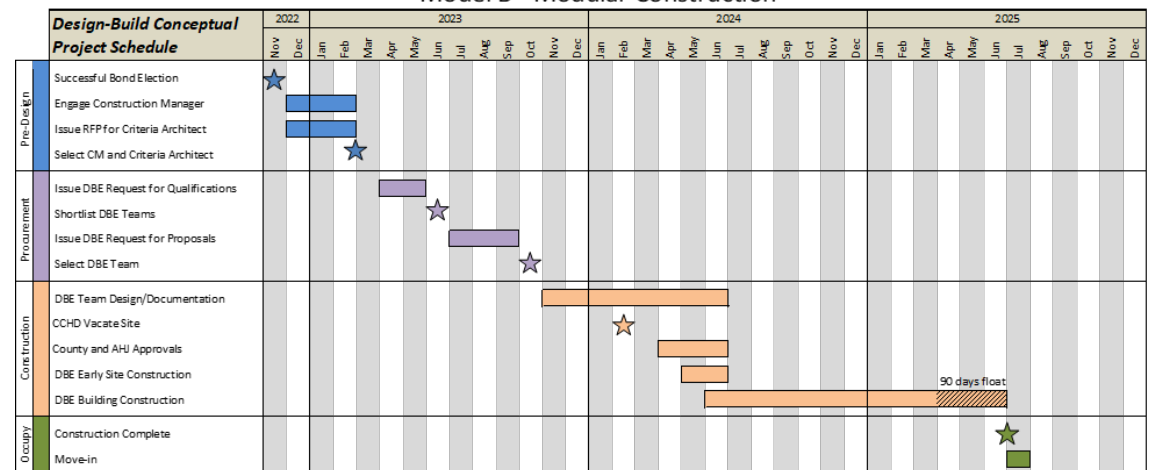 Design-Build Conceptual
Project Schedule
2022 2023 2024 2025
Nov Dec Jan Feb Mar Apr May Jun Jul Aug Sep Oct Nov Dec Jan Feb Mar Apr May Jun Jul Aug Sep Oct Nov Dec Jan Feb Mar Apr May Jun Jul Aug Sep Oct Nov Dec
Pre-Design
Successful Bond Election
Engage Construction Manager
Issue RFP for Criteria Architect
Select CM and Criteria Architect
Procurement
Issue DBE Request for Qualifications
Shortlist DBE Teams
Issue DBE Request for Proposals
Select DBE Team
Construction
DBE Team Design/Documentation
CCHD Vacate Site
County and AHJ Approvals
DBE Early Site Construction
90 days float
DBE Building Construction
Occupy
Construction Complete
Move-in